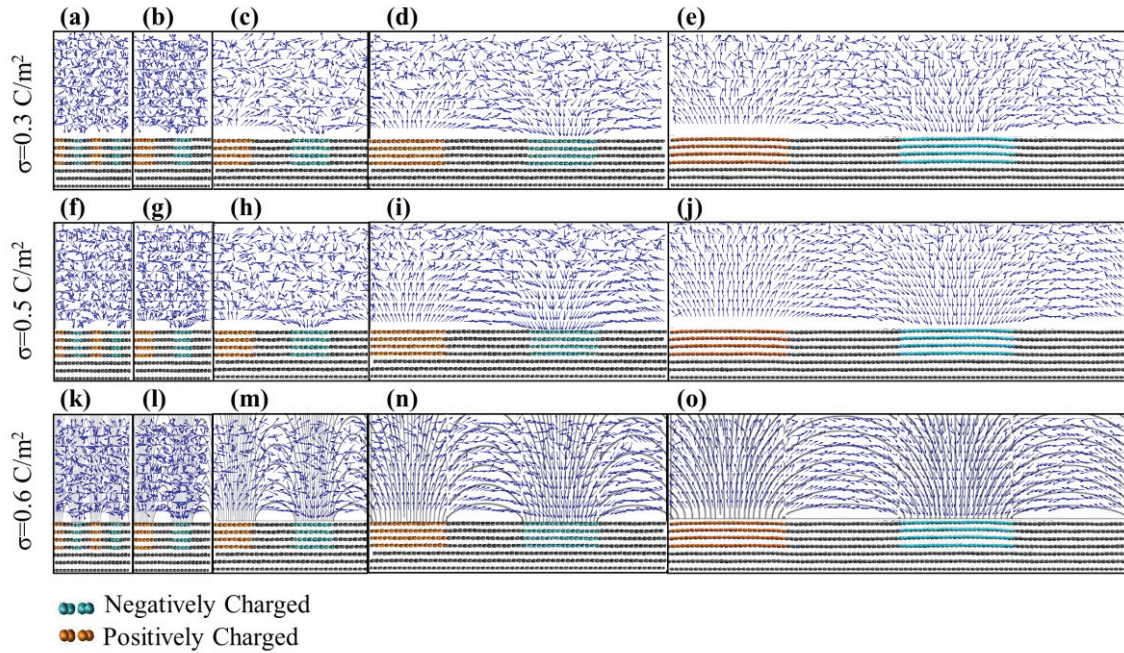 (a) (b) (c) (d) (e)
σ=0.3 C/m²
(f) (g) (h) (i) (j)
σ=0.5 C/m²
(k) (l) (m) (n) (o)
σ=0.6 C/m²
Negatively Charged
Positively Charged